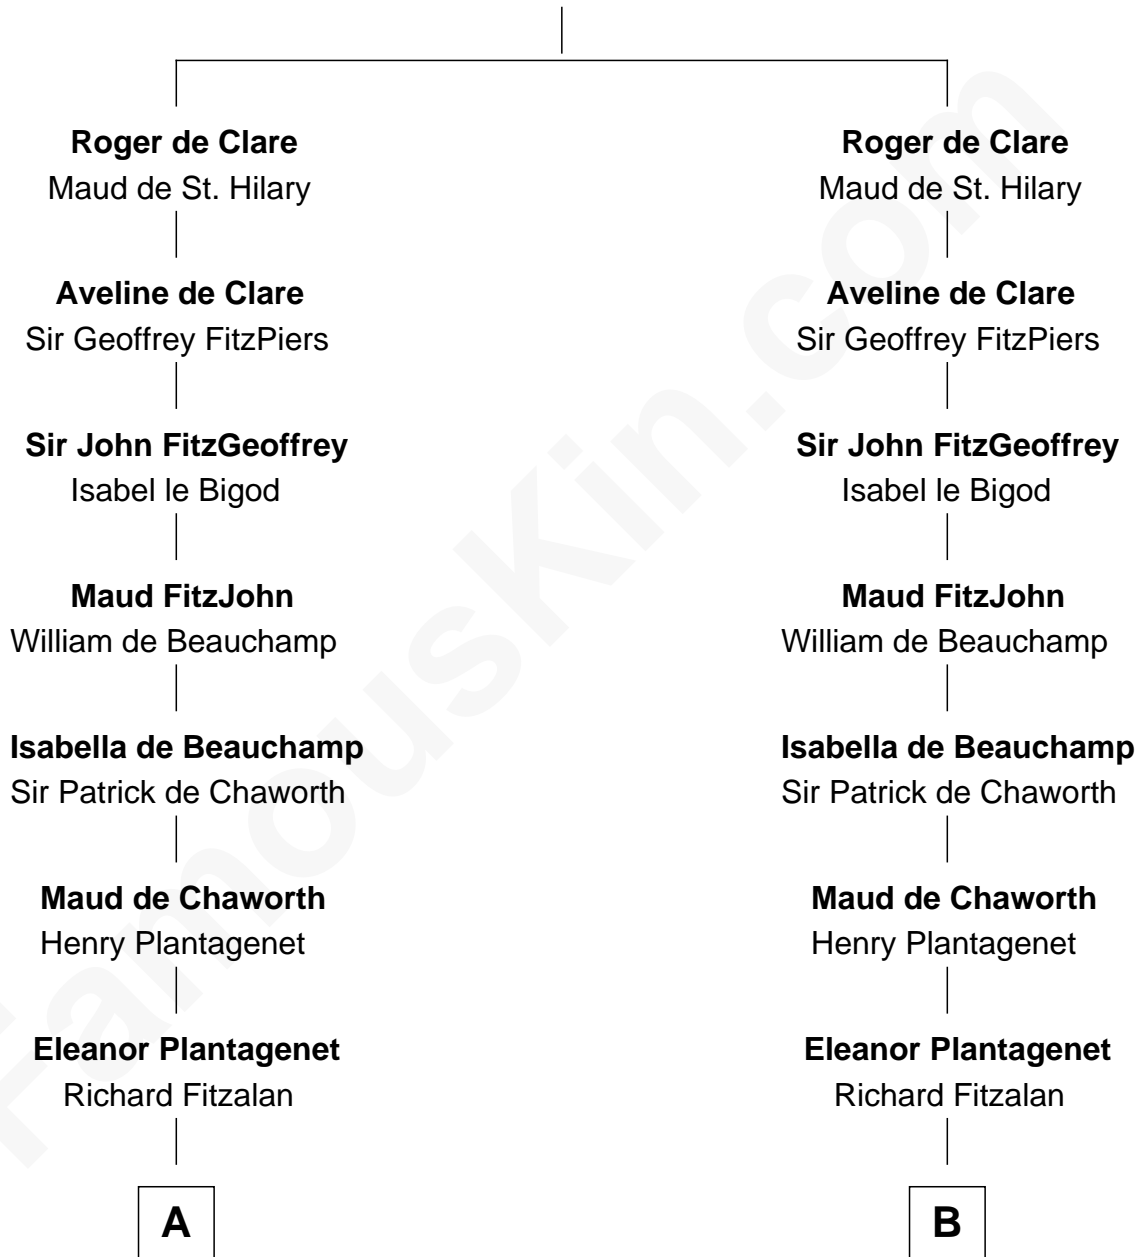 Roger de Clare
Maud de St. Hilary
Aveline de Clare
Sir Geoffrey FitzPiers
Sir John FitzGeoffrey
Isabel le Bigod
Maud FitzJohn
William de Beauchamp
Isabella de Beauchamp
Sir Patrick de Chaworth
Maud de Chaworth
Henry Plantagenet
Eleanor Plantagenet
Richard Fitzalan
A
Roger de Clare
Maud de St. Hilary
Aveline de Clare
Sir Geoffrey FitzPiers
Sir John FitzGeoffrey
Isabel le Bigod
Maud FitzJohn
William de Beauchamp
Isabella de Beauchamp
Sir Patrick de Chaworth
Maud de Chaworth
Henry Plantagenet
Eleanor Plantagenet
Richard Fitzalan
B
FamousKin.com